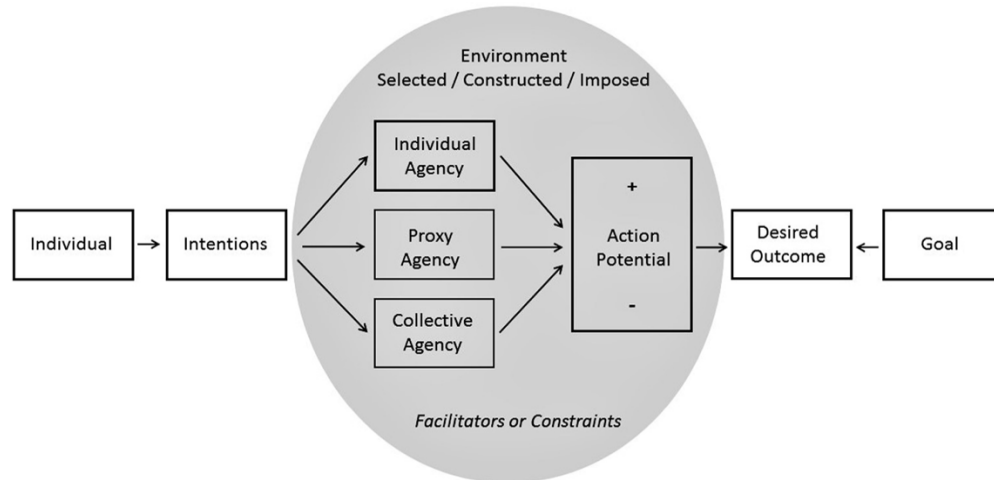 Environment
Selected / Constructed / Imposed
Individual
Intentions
Individual
Agency
Proxy
Agency
Collective
Agency
+
Action
Potential
-
Desired
Outcome
Goal
Facilitators or Constraints